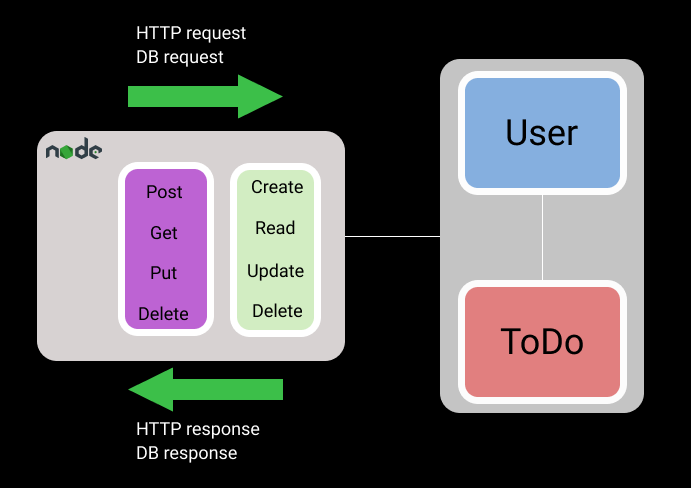 HTTP request
DB request
node
Post
Get
Put
Delete
Create
Read
Update
Delete
User
ToDo
HTTP response
DB response